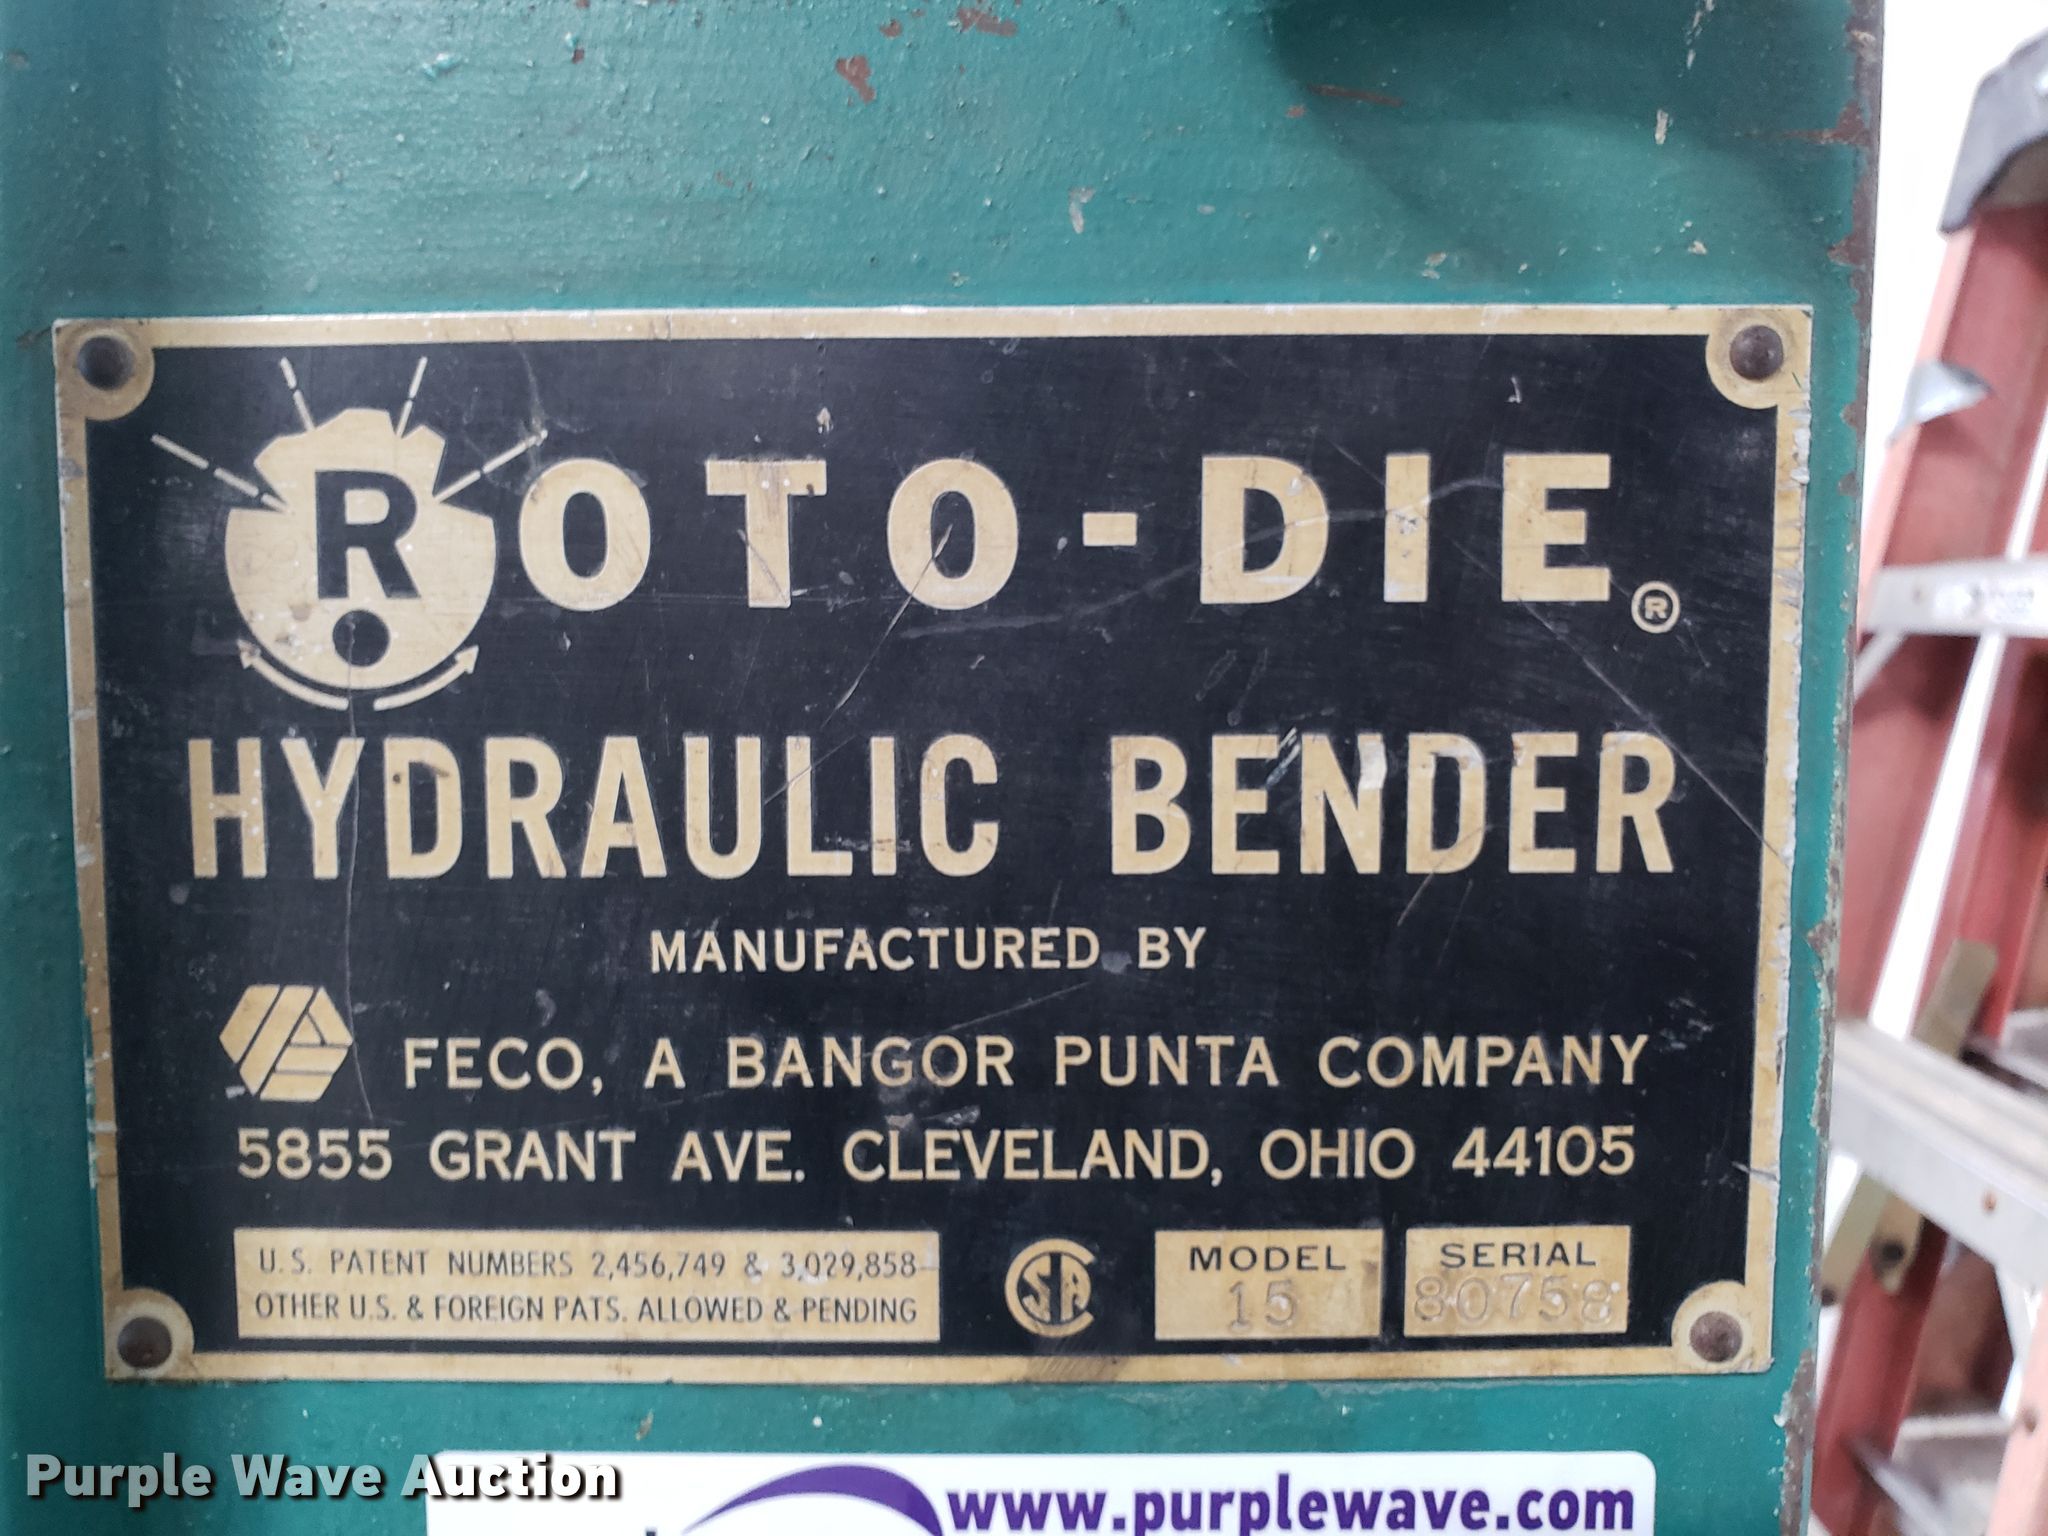 ROTO-DIE®
HYDRAULIC BENDER
MANUFACTURED BY
FECO, A BANGOR PUNTA COMPANY
5855 GRANT AVE. CLEVELAND, OHIO 44105
U.S. PATENT NUMBERS 2,456,749 & 3,029,858
OTHER U.S. & FOREIGN PATS. ALLOWED & PENDING
CSA
MODEL
15
SERIAL
80758
Purple Wave Auction
www.purplewave.com